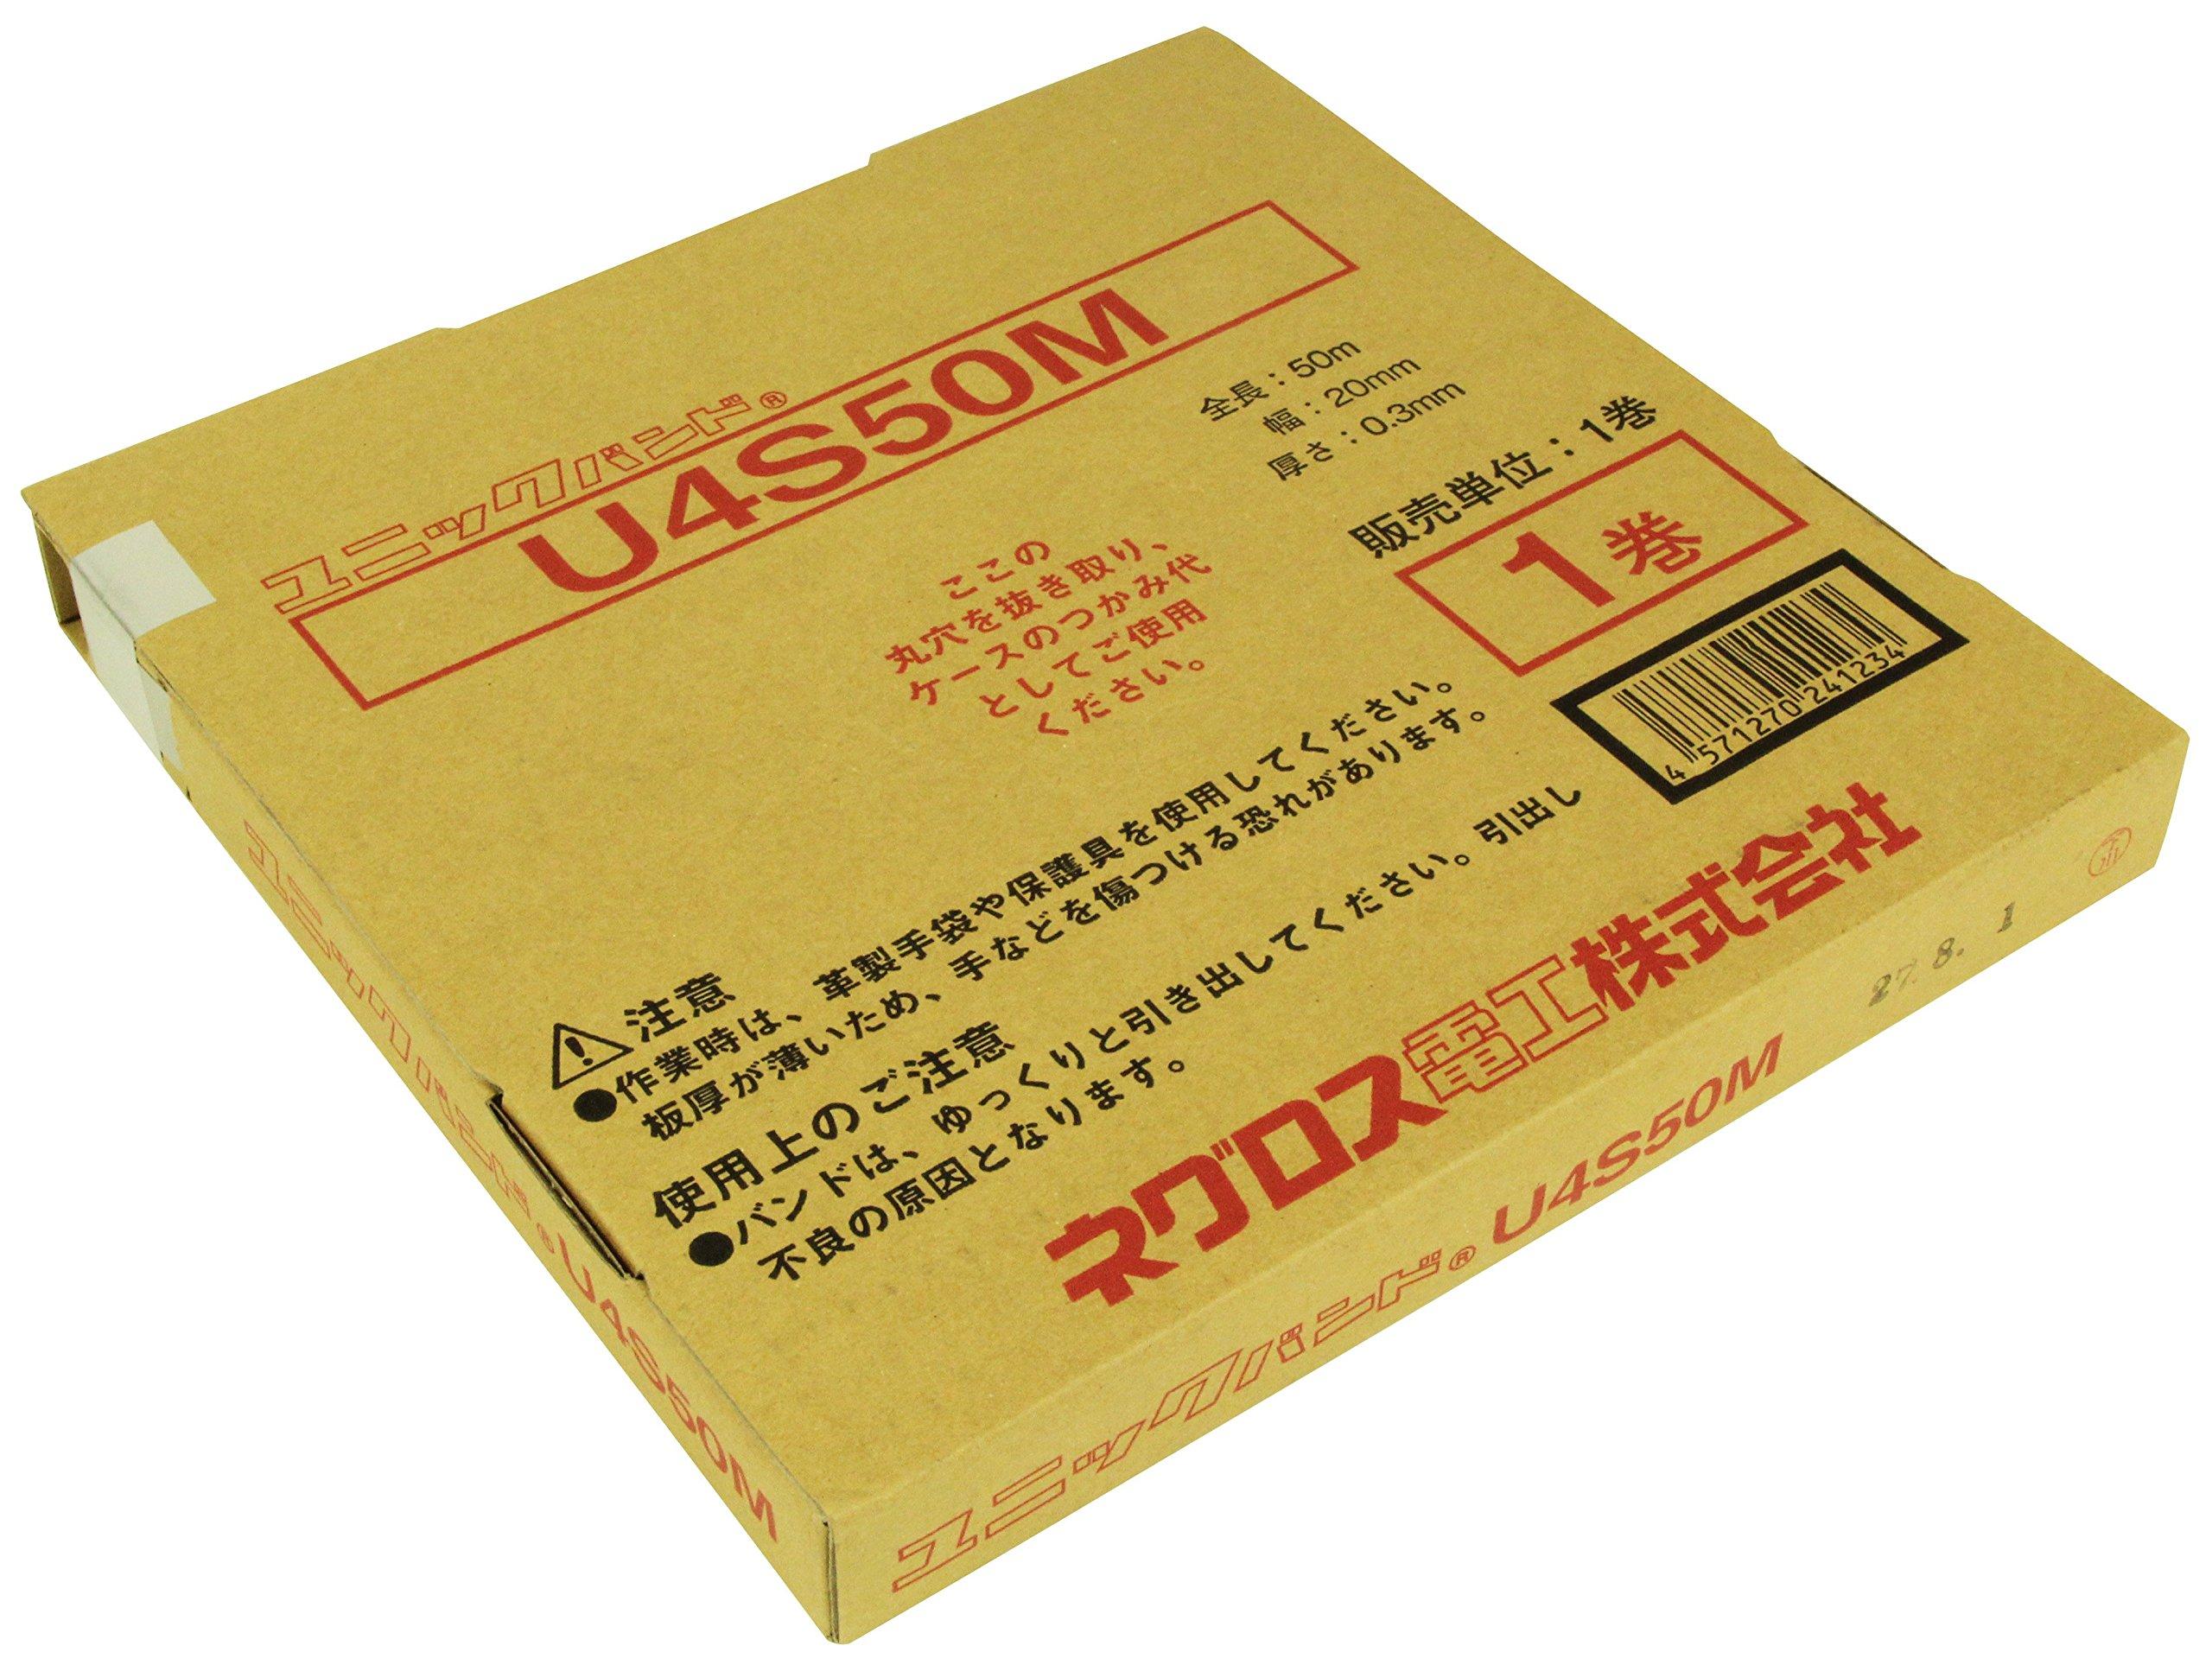 ユニックバンド®
U4S50M
全長：50m
幅：20mm
厚さ：0.3mm
販売単位：1巻
1巻
ここの
丸穴を抜き取り、
ケースのつかみ代
としてご使用
ください。
4 571270 241234
注意
●作業時は、革製手袋や保護具を使用してください。
板厚が薄いため、手などを傷つける恐れがあります。
使用上のご注意
●バンドは、ゆっくりと引き出してください。引出し
不良の原因となります。
ネグロス電工株式会社
ユニックバンド® U4S50M
27. 8. 1
ユニックバンド® U4S50M